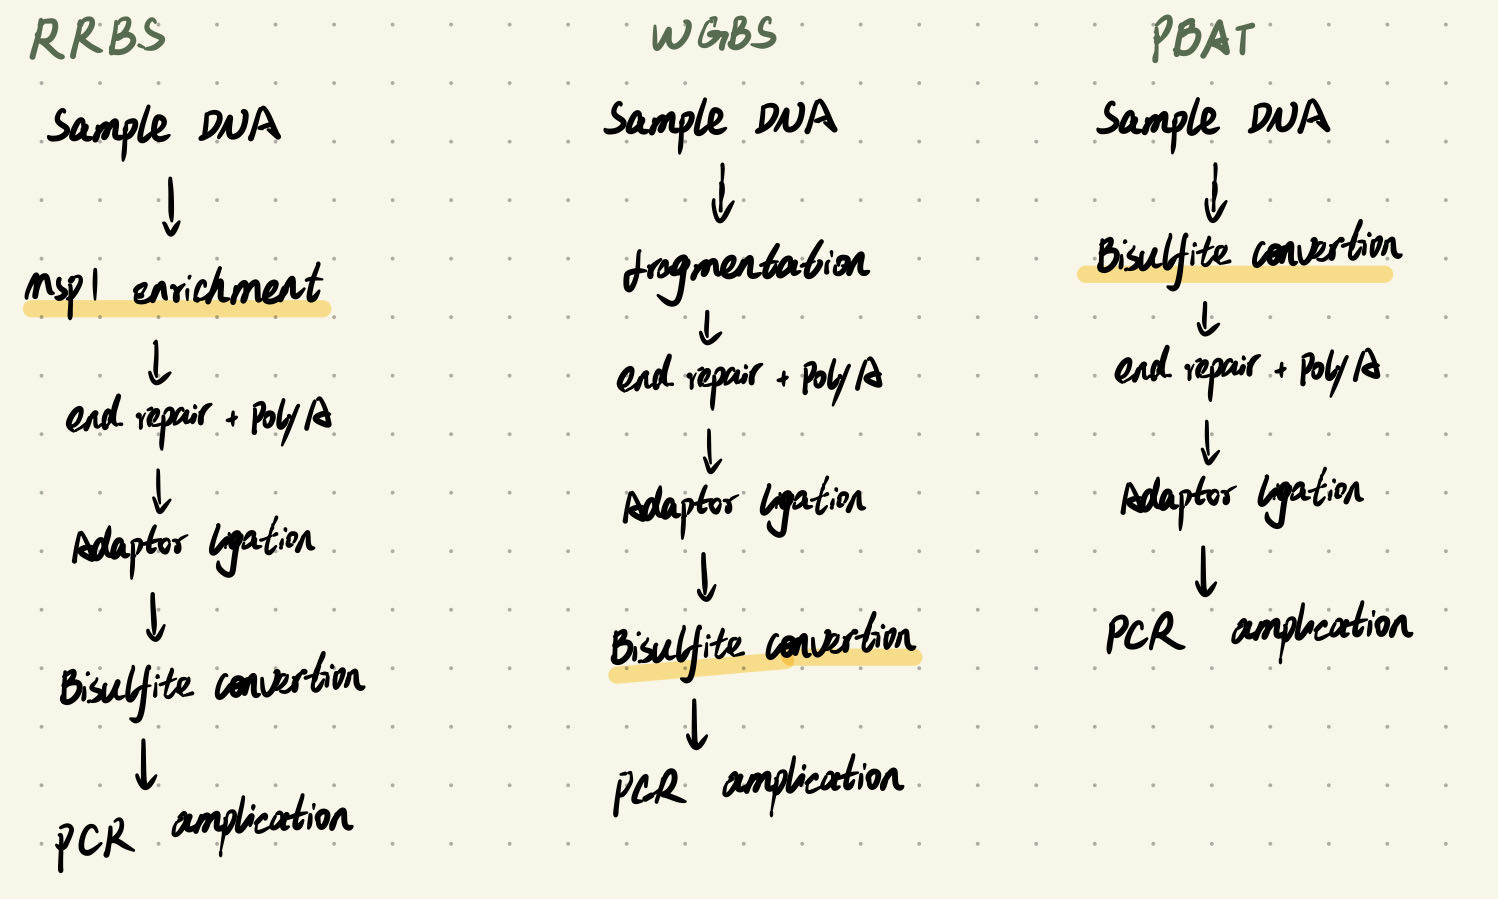 RRBS
Sample DNA
Msp1 enrichment
end repair + Poly A
Adaptor ligation
Bisulfite convertion
PCR amplication
WGBS
Sample DNA
fragmentation
end repair + Poly A
Adaptor ligation
Bisulfite convertion
PCR amplication
PBAT
Sample DNA
Bisulfite convertion
end repair + Poly A
Adaptor ligation
PCR amplication